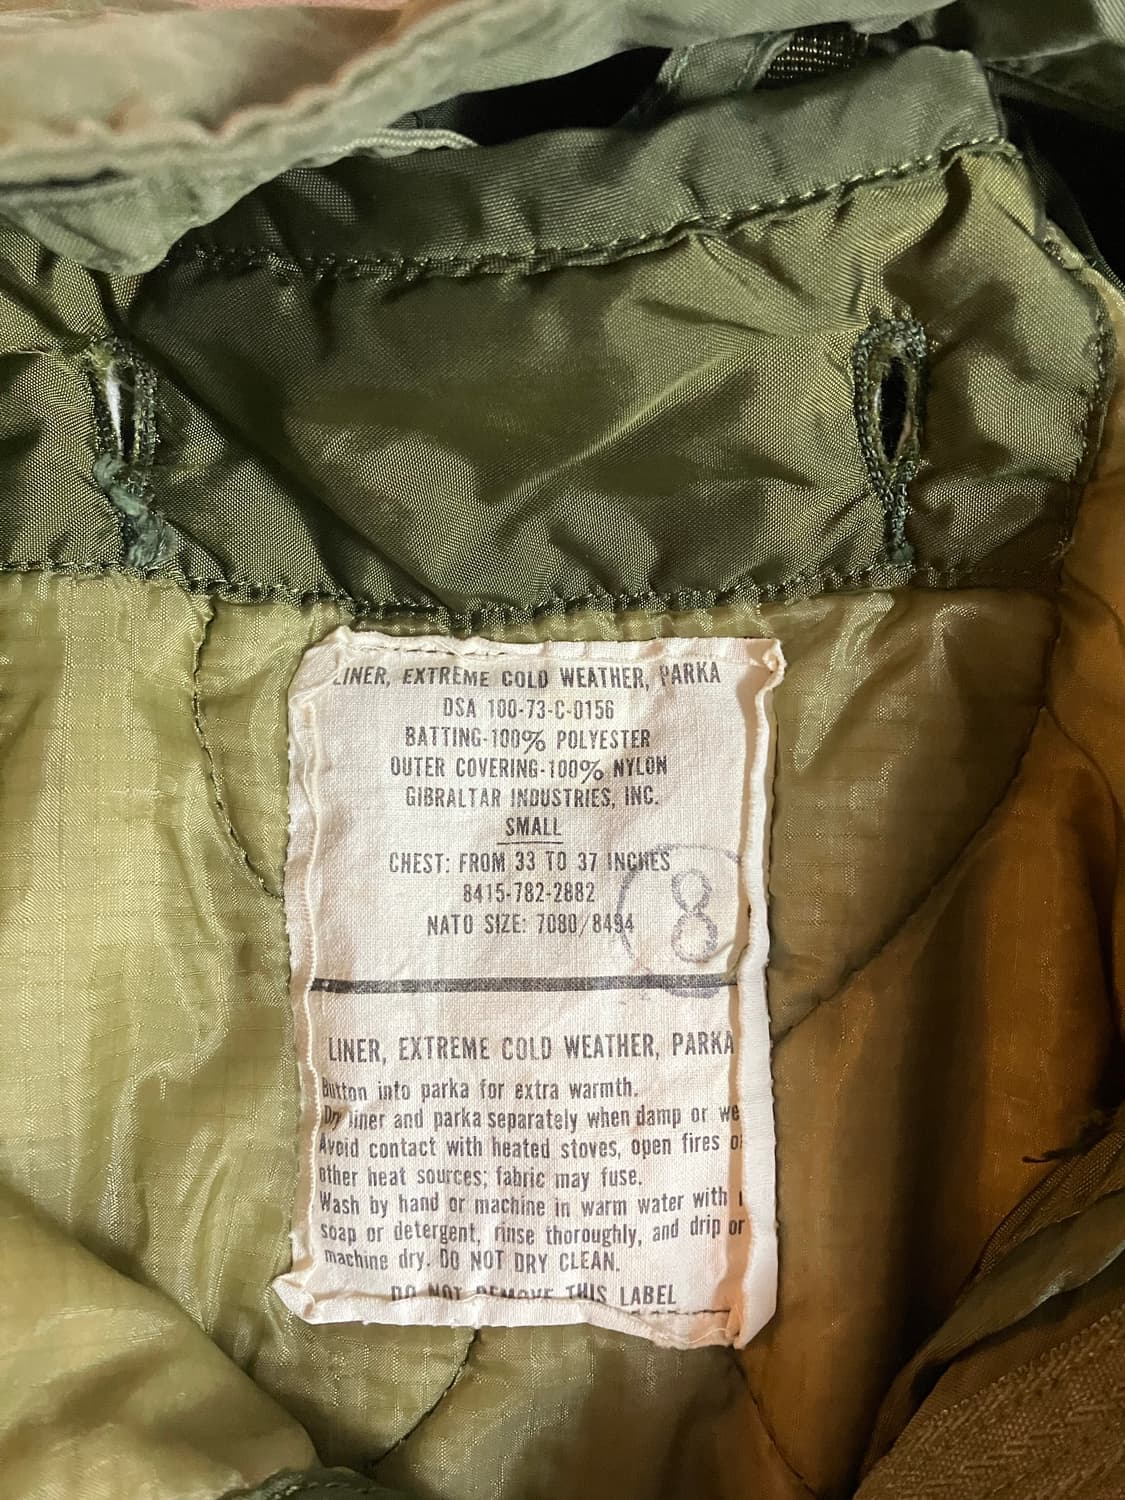 LINER, EXTREME COLD WEATHER, PARKA
DSA 100-73-C-0156
BATTING-100% POLYESTER
OUTER COVERING-100% NYLON
GIBRALTAR INDUSTRIES, INC.
SMALL
CHEST: FROM 33 TO 37 INCHES
8415-782-2882
NATO SIZE: 7080/8494
8
LINER, EXTREME COLD WEATHER, PARKA
Button into parka for extra warmth.
Dry liner and parka separately when damp or we
Avoid contact with heated stoves, open fires o
other heat sources; fabric may fuse.
Wash by hand or machine in warm water with
soap or detergent, rinse thoroughly, and drip or
machine dry. DO NOT DRY CLEAN.
DO NOT REMOVE THIS LABEL